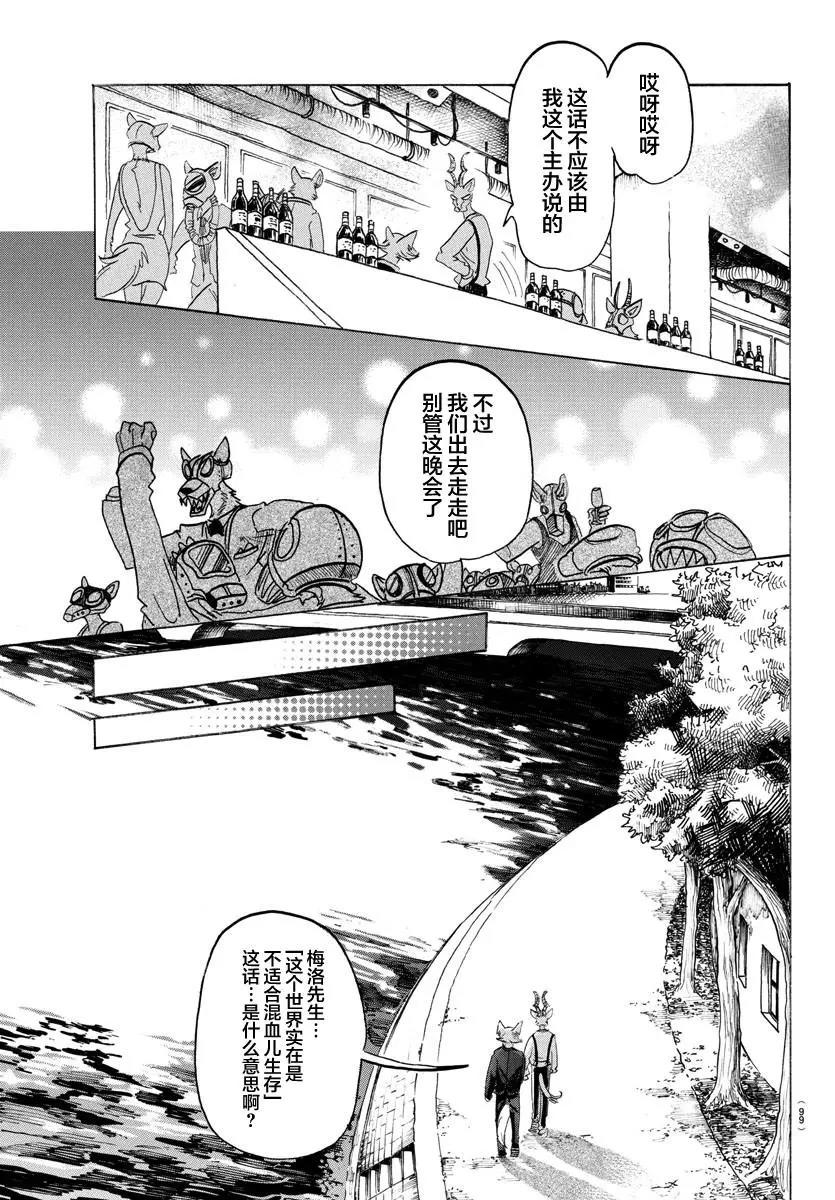 哎呀哎呀
这话不应该由
我这个主办说的
不过
我们出去走走吧
别管这晚会了
梅洛先生…
「这个世界实在是
不适合混血儿生存」
这话…是什么意思啊？
(99)